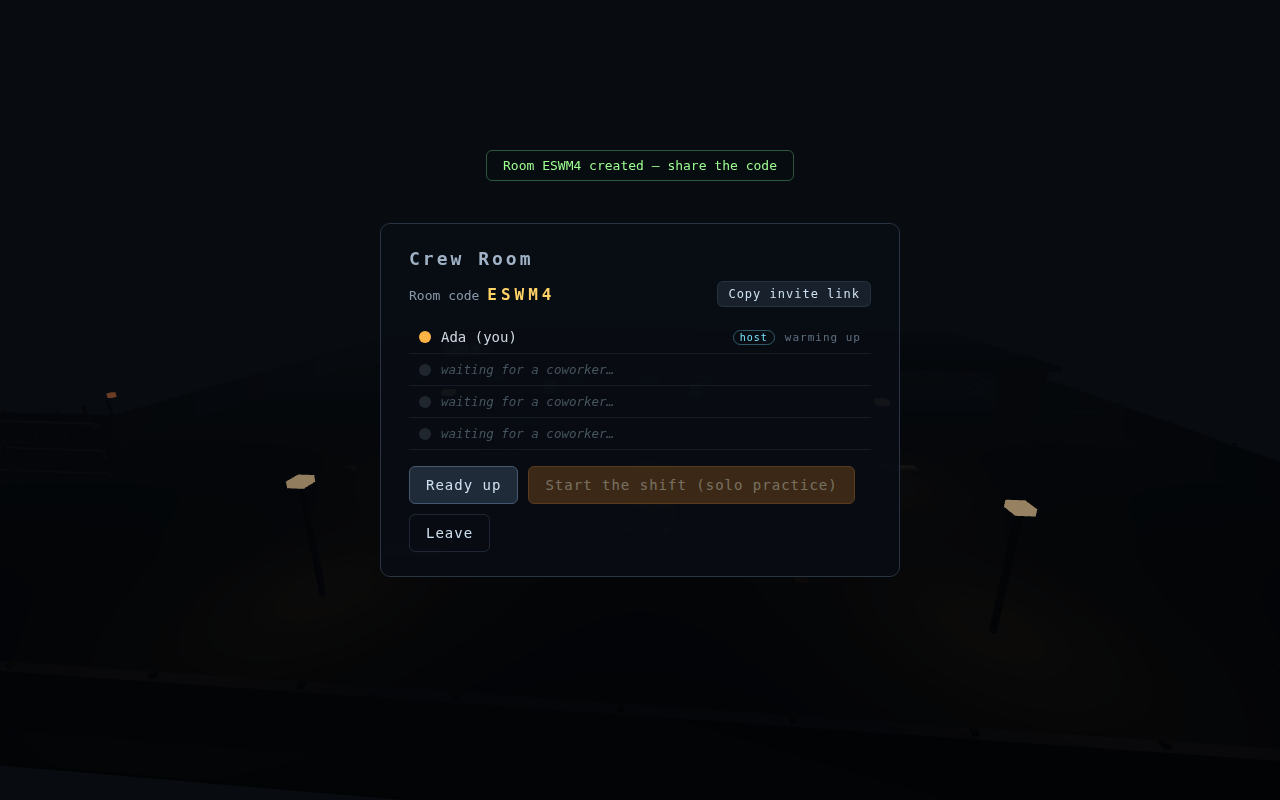 Room ESWM4 created — share the code
Crew Room
Room code ESWM4
Copy invite link
Ada (you)
host
warming up
waiting for a coworker…
waiting for a coworker…
waiting for a coworker…
Ready up
Start the shift (solo practice)
Leave